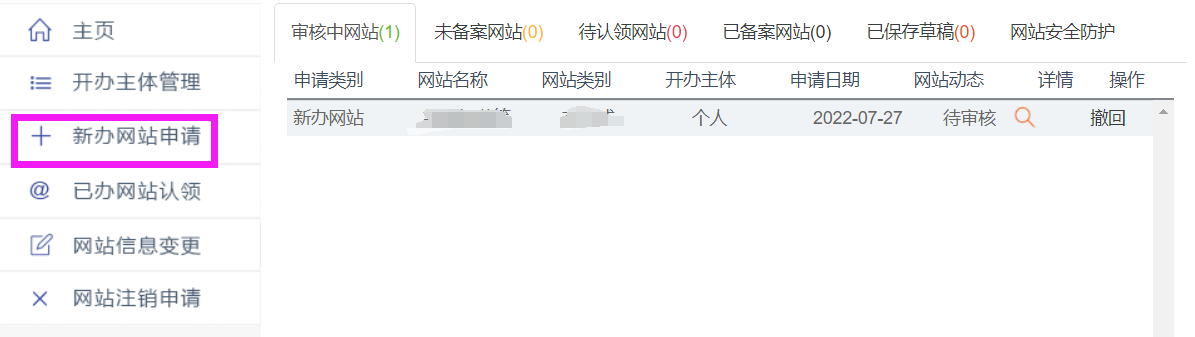 主页
开办主体管理
新办网站申请
@ 已办网站认领
网站信息变更
网站注销申请
审核中网站(1) 未备案网站(0) 待认领网站(0) 已备案网站(0) 已保存草稿(0) 网站安全防护
申请类别 网站名称 网站类别 开办主体 申请日期 网站动态 详情 操作
新办网站 个人 2022-07-27 待审核 撤回